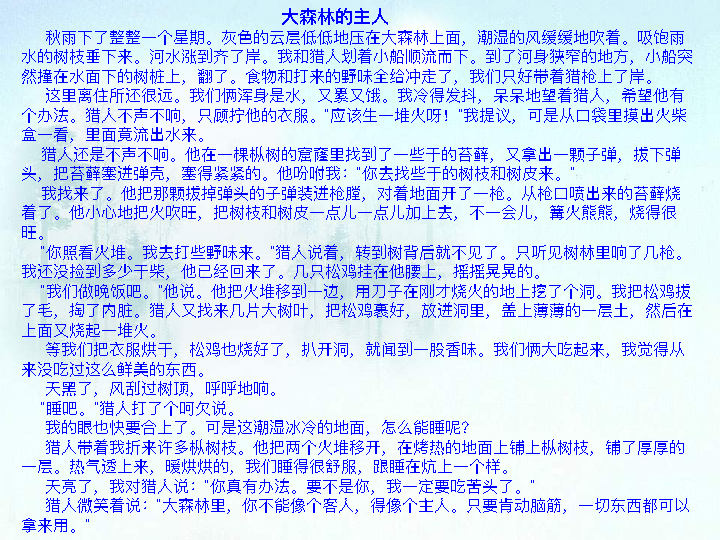 大森林的主人
秋雨下了整整一个星期。灰色的云层低低地压在大森林上面，潮湿的风缓缓地吹着。吸饱雨
水的树枝垂下来。河水涨到齐了岸。我和猎人划着小船顺流而下。到了河身狭窄的地方，小船突
然撞在水面下的树桩上，翻了。食物和打来的野味全给冲走了，我们只好带着猎枪上了岸。
这里离住所还很远。我们俩浑身是水，又累又饿。我冷得发抖，呆呆地望着猎人，希望他有
个办法。猎人不声不响，只顾拧他的衣服。"应该生一堆火呀！"我提议，可是从口袋里摸出火柴
盒一看，里面竟流出水来。
猎人还是不声不响。他在一棵枞树的窟窿里找到了一些干的苔藓，又拿出一颗子弹，拔下弹
头，把苔藓塞进弹壳，塞得紧紧的。他吩咐我："你去找些干的树枝和树皮来。"
我找来了。他把那颗拔掉弹头的子弹装进枪膛，对着地面开了一枪。从枪口喷出来的苔藓烧
着了。他小心地把火吹旺，把树枝和树皮一点儿一点儿加上去，不一会儿，篝火熊熊，烧得很
旺。
"你照看火堆。我去打些野味来。"猎人说着，转到树背后就不见了。只听见树林里响了几枪。
我还没捡到多少干柴，他已经回来了。几只松鸡挂在他腰上，摇摇晃晃的。
"我们做晚饭吧。"他说。他把火堆移到一边，用刀子在刚才烧火的地上挖了个洞。我把松鸡拔
了毛，掏了内脏。猎人又找来几片大树叶，把松鸡裹好，放进洞里，盖上薄薄的一层土，然后在
上面又烧起一堆火。
等我们把衣服烘干，松鸡也烧好了，扒开洞，就闻到一股香味。我们俩大吃起来，我觉得从
来没吃过这么鲜美的东西。
天黑了，风刮过树顶，呼呼地响。
"睡吧。"猎人打了个呵欠说。
我的眼也快要合上了。可是这潮湿冰冷的地面，怎么能睡呢？
猎人带着我折来许多枞树枝。他把两个火堆移开，在烤热的地面上铺上枞树枝，铺了厚厚的
一层。热气透上来，暖烘烘的，我们睡得很舒服，跟睡在炕上一个样。
天亮了，我对猎人说："你真有办法。要不是你，我一定要吃苦头了。"
猎人微笑着说："大森林里，你不能像个客人，得像个主人。只要肯动脑筋，一切东西都可以
拿来用。"